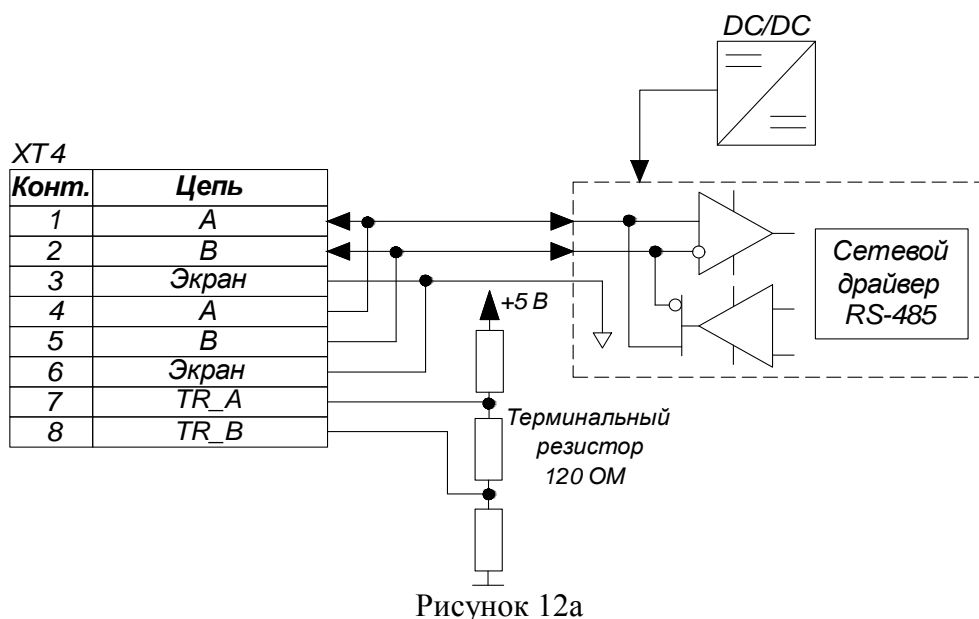 DC/DC
XT4
Конт. Цепь
1 A
2 B
3 Экран
4 A
5 B
6 Экран
7 TR_A
8 TR_B
+5 В
Терминальный
резистор
120 ОМ
Сетевой
драйвер
RS-485
Рисунок 12а